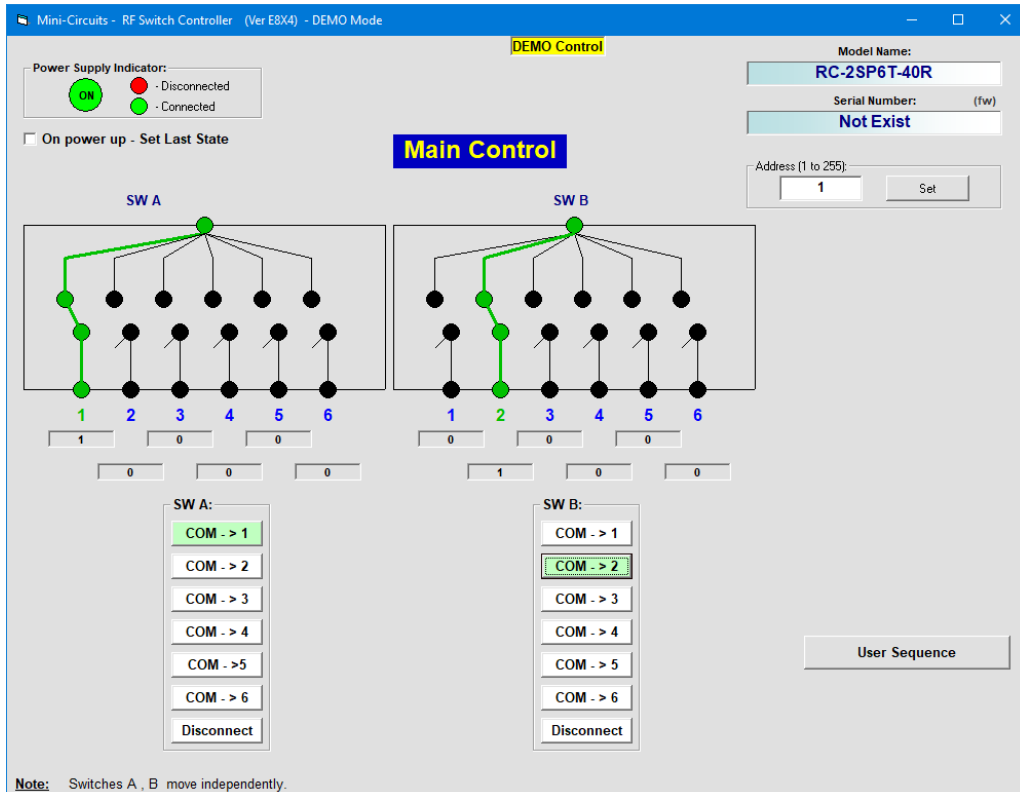 Mini-Circuits - RF Switch Controller (Ver E8X4) - DEMO Mode
DEMO Control
Power Supply Indicator:
ON
- Disconnected
- Connected
On power up - Set Last State
Main Control
Model Name:
RC-2SP6T-40R
Serial Number: (fw)
Not Exist
Address (1 to 255):
1 Set
SW A
1 2 3 4 5 6
1 0 0
0 0 0
SW B
1 2 3 4 5 6
0 0 0
1 0 0
SW A:
COM - > 1
COM - > 2
COM - > 3
COM - > 4
COM - >5
COM - > 6
Disconnect
SW B:
COM - > 1
COM - > 2
COM - > 3
COM - > 4
COM - > 5
COM - > 6
Disconnect
User Sequence
Note: Switches A , B move independently.